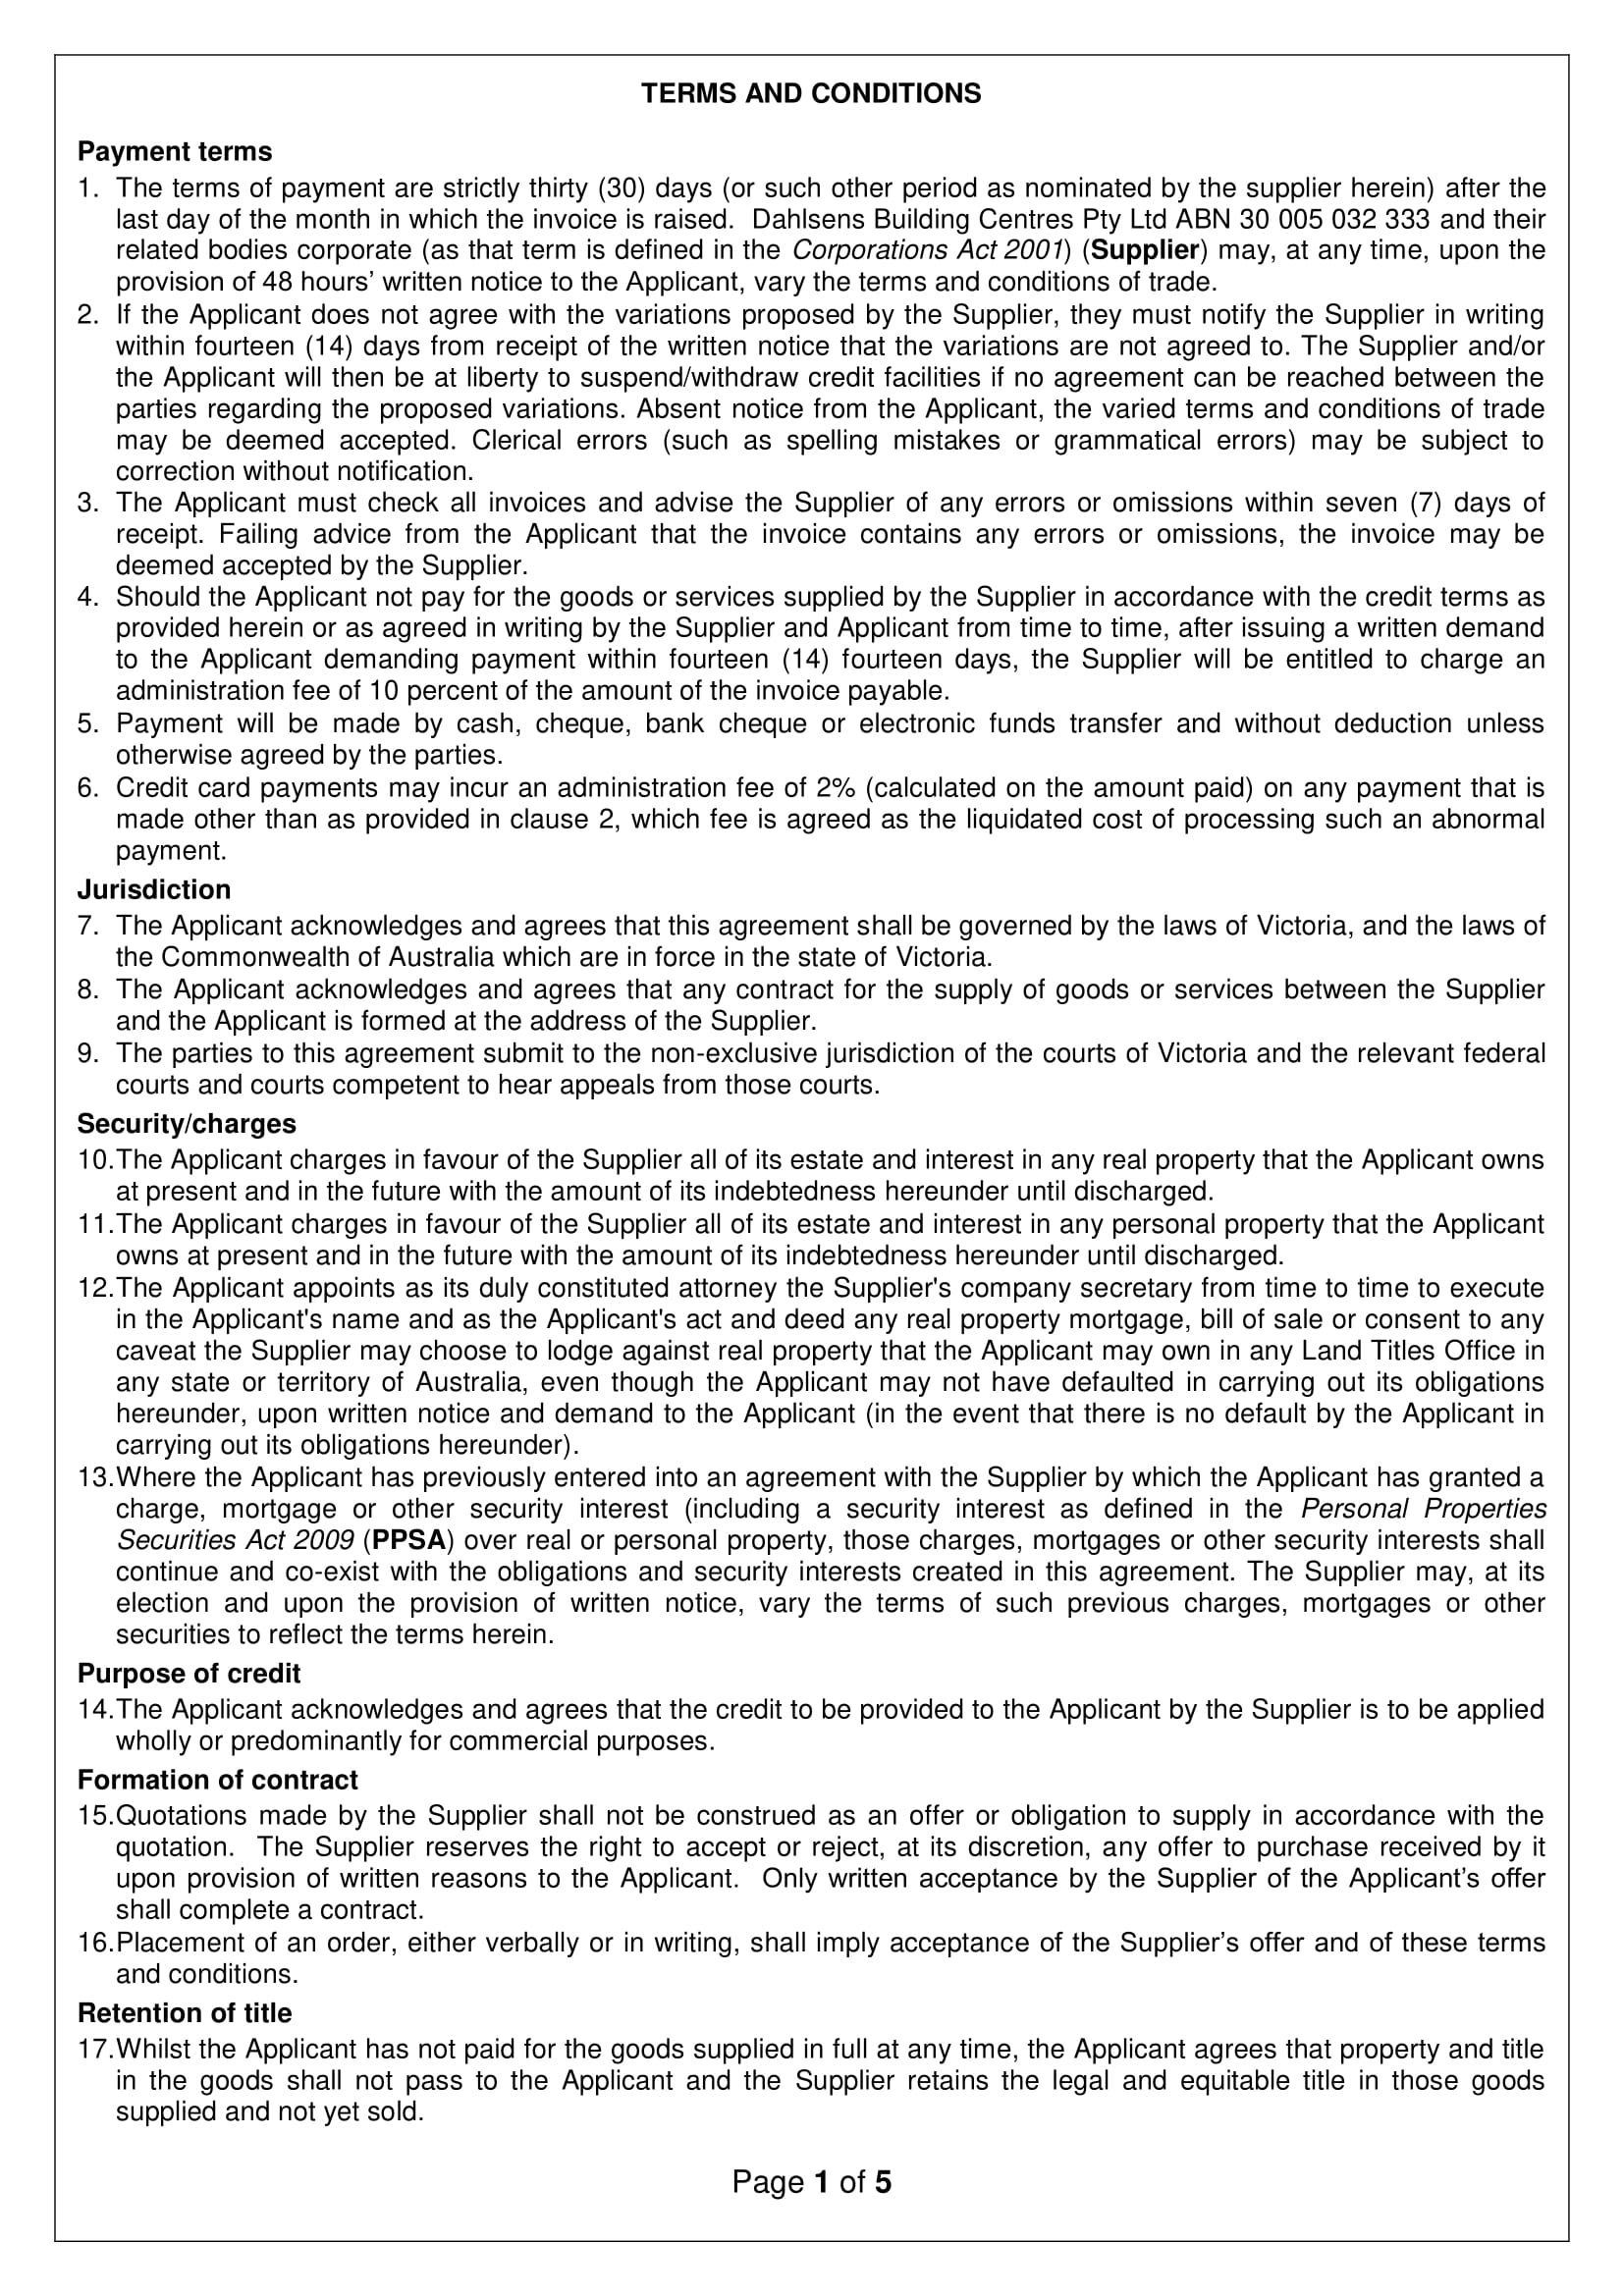 TERMS AND CONDITIONS
Payment terms
1. The terms of payment are strictly thirty (30) days (or such other period as nominated by the supplier herein) after the
last day of the month in which the invoice is raised. Dahlsens Building Centres Pty Ltd ABN 30 005 032 333 and their
related bodies corporate (as that term is defined in the Corporations Act 2001) (Supplier) may, at any time, upon the
provision of 48 hours’ written notice to the Applicant, vary the terms and conditions of trade.
2. If the Applicant does not agree with the variations proposed by the Supplier, they must notify the Supplier in writing
within fourteen (14) days from receipt of the written notice that the variations are not agreed to. The Supplier and/or
the Applicant will then be at liberty to suspend/withdraw credit facilities if no agreement can be reached between the
parties regarding the proposed variations. Absent notice from the Applicant, the varied terms and conditions of trade
may be deemed accepted. Clerical errors (such as spelling mistakes or grammatical errors) may be subject to
correction without notification.
3. The Applicant must check all invoices and advise the Supplier of any errors or omissions within seven (7) days of
receipt. Failing advice from the Applicant that the invoice contains any errors or omissions, the invoice may be
deemed accepted by the Supplier.
4. Should the Applicant not pay for the goods or services supplied by the Supplier in accordance with the credit terms as
provided herein or as agreed in writing by the Supplier and Applicant from time to time, after issuing a written demand
to the Applicant demanding payment within fourteen (14) fourteen days, the Supplier will be entitled to charge an
administration fee of 10 percent of the amount of the invoice payable.
5. Payment will be made by cash, cheque, bank cheque or electronic funds transfer and without deduction unless
otherwise agreed by the parties.
6. Credit card payments may incur an administration fee of 2% (calculated on the amount paid) on any payment that is
made other than as provided in clause 2, which fee is agreed as the liquidated cost of processing such an abnormal
payment.
Jurisdiction
7. The Applicant acknowledges and agrees that this agreement shall be governed by the laws of Victoria, and the laws of
the Commonwealth of Australia which are in force in the state of Victoria.
8. The Applicant acknowledges and agrees that any contract for the supply of goods or services between the Supplier
and the Applicant is formed at the address of the Supplier.
9. The parties to this agreement submit to the non-exclusive jurisdiction of the courts of Victoria and the relevant federal
courts and courts competent to hear appeals from those courts.
Security/charges
10.The Applicant charges in favour of the Supplier all of its estate and interest in any real property that the Applicant owns
at present and in the future with the amount of its indebtedness hereunder until discharged.
11.The Applicant charges in favour of the Supplier all of its estate and interest in any personal property that the Applicant
owns at present and in the future with the amount of its indebtedness hereunder until discharged.
12.The Applicant appoints as its duly constituted attorney the Supplier's company secretary from time to time to execute
in the Applicant's name and as the Applicant's act and deed any real property mortgage, bill of sale or consent to any
caveat the Supplier may choose to lodge against real property that the Applicant may own in any Land Titles Office in
any state or territory of Australia, even though the Applicant may not have defaulted in carrying out its obligations
hereunder, upon written notice and demand to the Applicant (in the event that there is no default by the Applicant in
carrying out its obligations hereunder).
13.Where the Applicant has previously entered into an agreement with the Supplier by which the Applicant has granted a
charge, mortgage or other security interest (including a security interest as defined in the Personal Properties
Securities Act 2009 (PPSA) over real or personal property, those charges, mortgages or other security interests shall
continue and co-exist with the obligations and security interests created in this agreement. The Supplier may, at its
election and upon the provision of written notice, vary the terms of such previous charges, mortgages or other
securities to reflect the terms herein.
Purpose of credit
14.The Applicant acknowledges and agrees that the credit to be provided to the Applicant by the Supplier is to be applied
wholly or predominantly for commercial purposes.
Formation of contract
15.Quotations made by the Supplier shall not be construed as an offer or obligation to supply in accordance with the
quotation. The Supplier reserves the right to accept or reject, at its discretion, any offer to purchase received by it
upon provision of written reasons to the Applicant. Only written acceptance by the Supplier of the Applicant’s offer
shall complete a contract.
16.Placement of an order, either verbally or in writing, shall imply acceptance of the Supplier’s offer and of these terms
and conditions.
Retention of title
17.Whilst the Applicant has not paid for the goods supplied in full at any time, the Applicant agrees that property and title
in the goods shall not pass to the Applicant and the Supplier retains the legal and equitable title in those goods
supplied and not yet sold.
Page 1 of 5